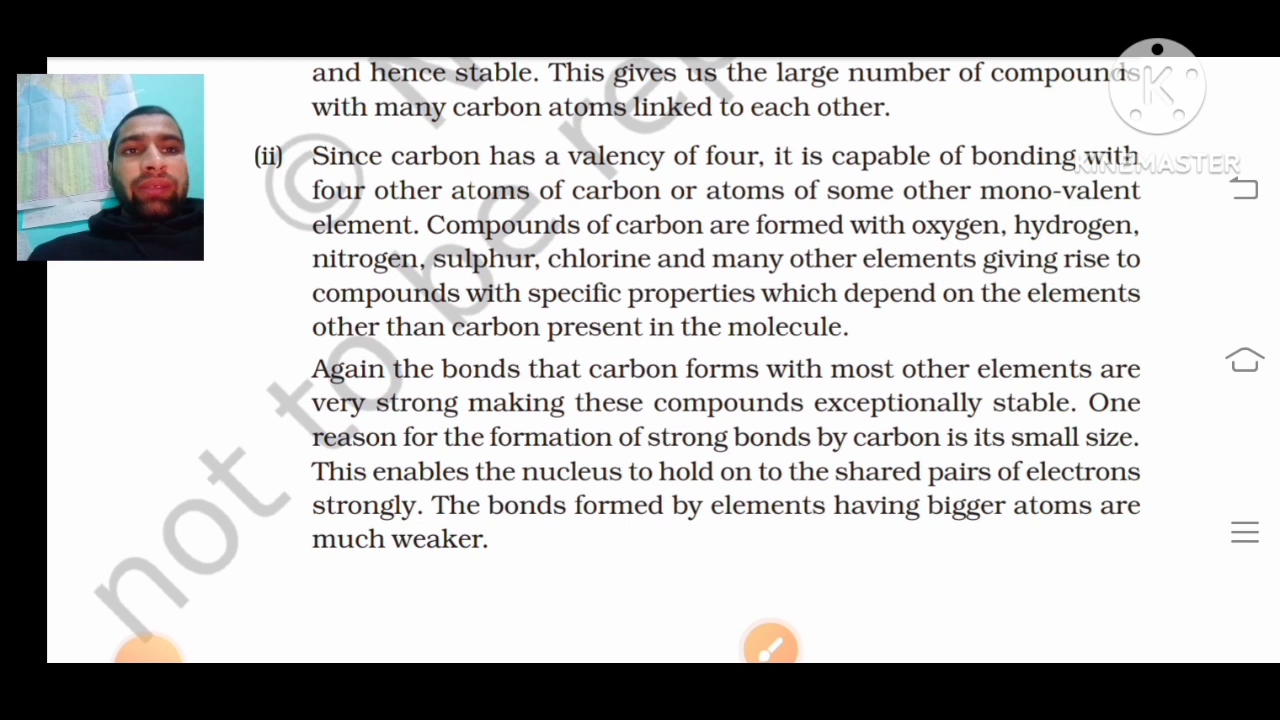 and hence stable. This gives us the large number of compounds
with many carbon atoms linked to each other.
(ii) Since carbon has a valency of four, it is capable of bonding with
four other atoms of carbon or atoms of some other mono-valent
element. Compounds of carbon are formed with oxygen, hydrogen,
nitrogen, sulphur, chlorine and many other elements giving rise to
compounds with specific properties which depend on the elements
other than carbon present in the molecule.
Again the bonds that carbon forms with most other elements are
very strong making these compounds exceptionally stable. One
reason for the formation of strong bonds by carbon is its small size.
This enables the nucleus to hold on to the shared pairs of electrons
strongly. The bonds formed by elements having bigger atoms are
much weaker.
K
KINEMASTER
© N
not to be rep